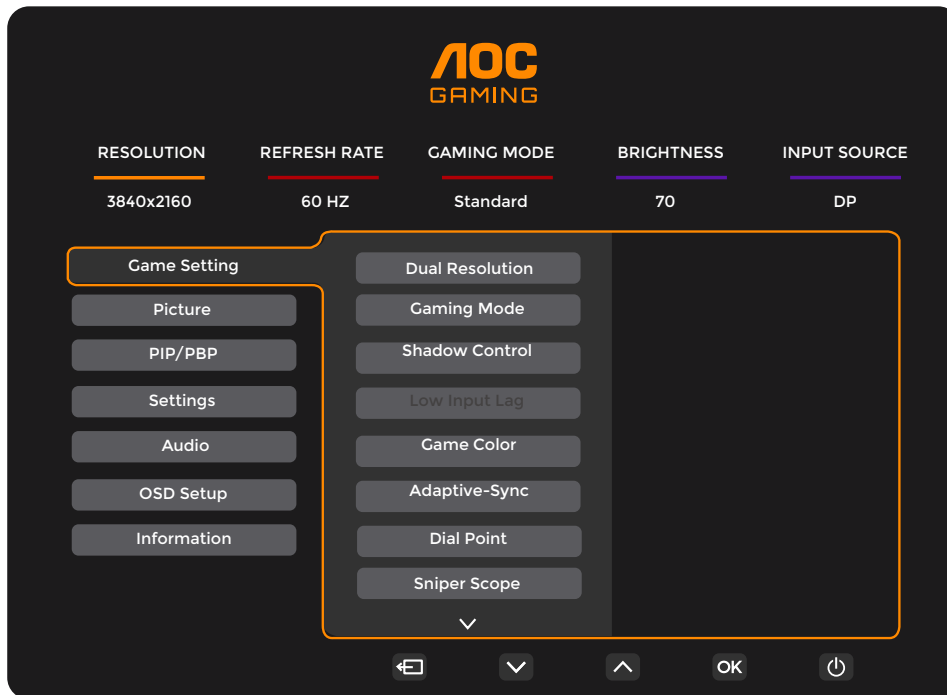 AOC
GAMING
RESOLUTION REFRESH RATE GAMING MODE BRIGHTNESS INPUT SOURCE
3840x2160 60 HZ Standard 70 DP
Game Setting
Picture
PIP/PBP
Settings
Audio
OSD Setup
Information
Dual Resolution
Gaming Mode
Shadow Control
Low Input Lag
Game Color
Adaptive-Sync
Dial Point
Sniper Scope
OK